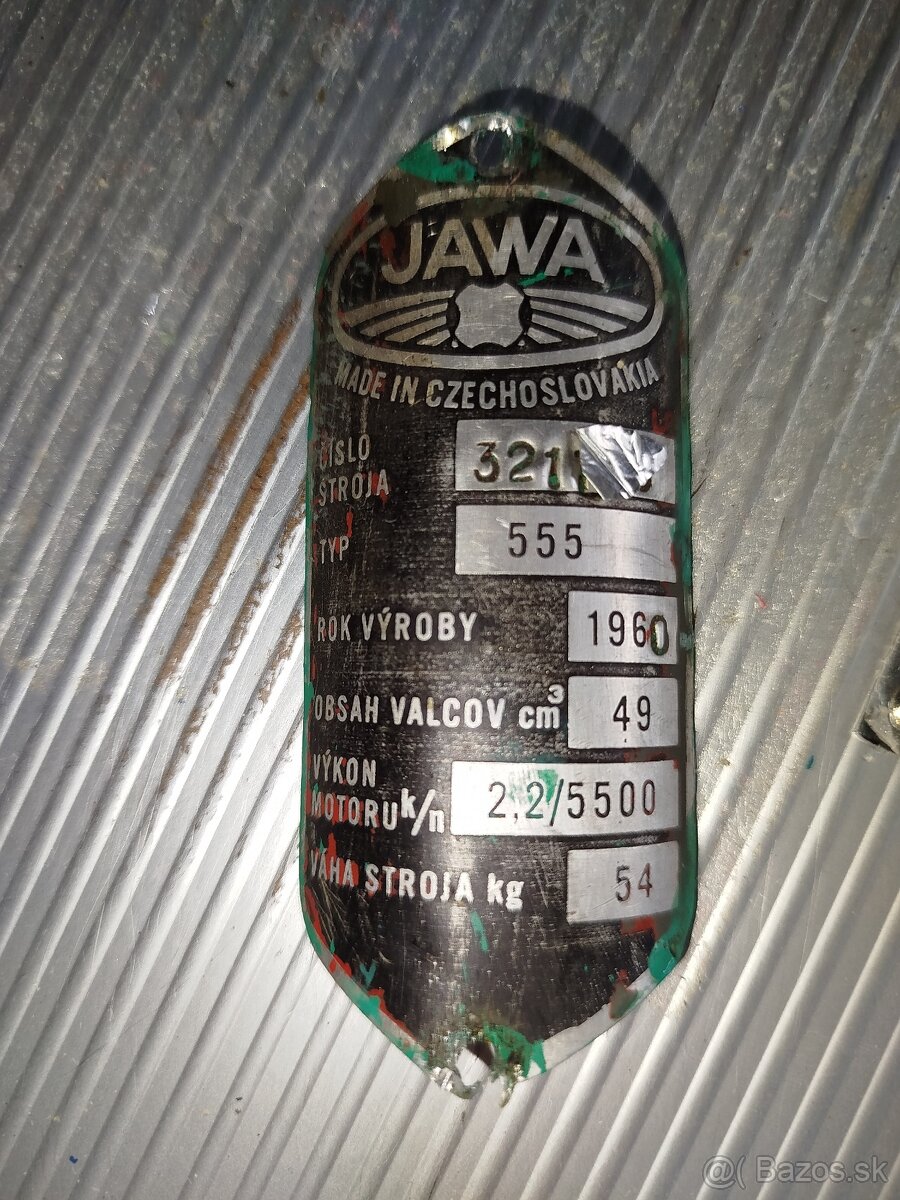 JAWA
MADE IN CZECHOSLOVAKIA
ČÍSLO STROJA 321
TYP 555
ROK VÝROBY 1960
OBSAH VALCOV cm³ 49
VÝKON MOTORU k/n 2,2/5500
VÁHA STROJA kg 54
@( Bazos.sk